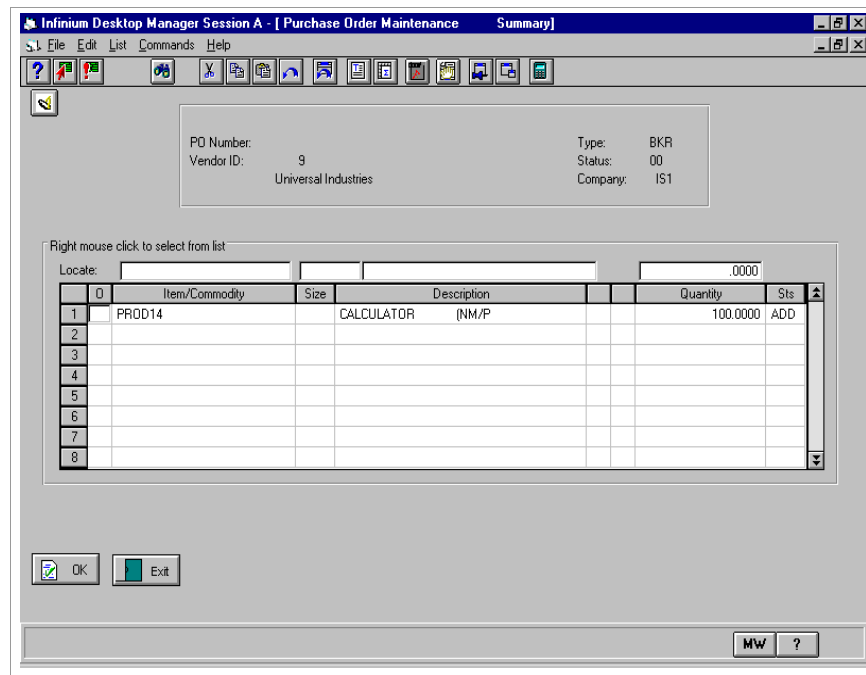 Infinium Desktop Manager Session A - [ Purchase Order Maintenance Summary]
File Edit List Commands Help
PO Number: Type: BKR
Vendor ID: 9 Status: 00
Universal Industries Company: IS1
Right mouse click to select from list
Locate: .0000
O Item/Commodity Size Description Quantity Sts
1 PROD14 CALCULATOR (NM/P 100.0000 ADD
2
3
4
5
6
7
8
OK Exit
MW ?